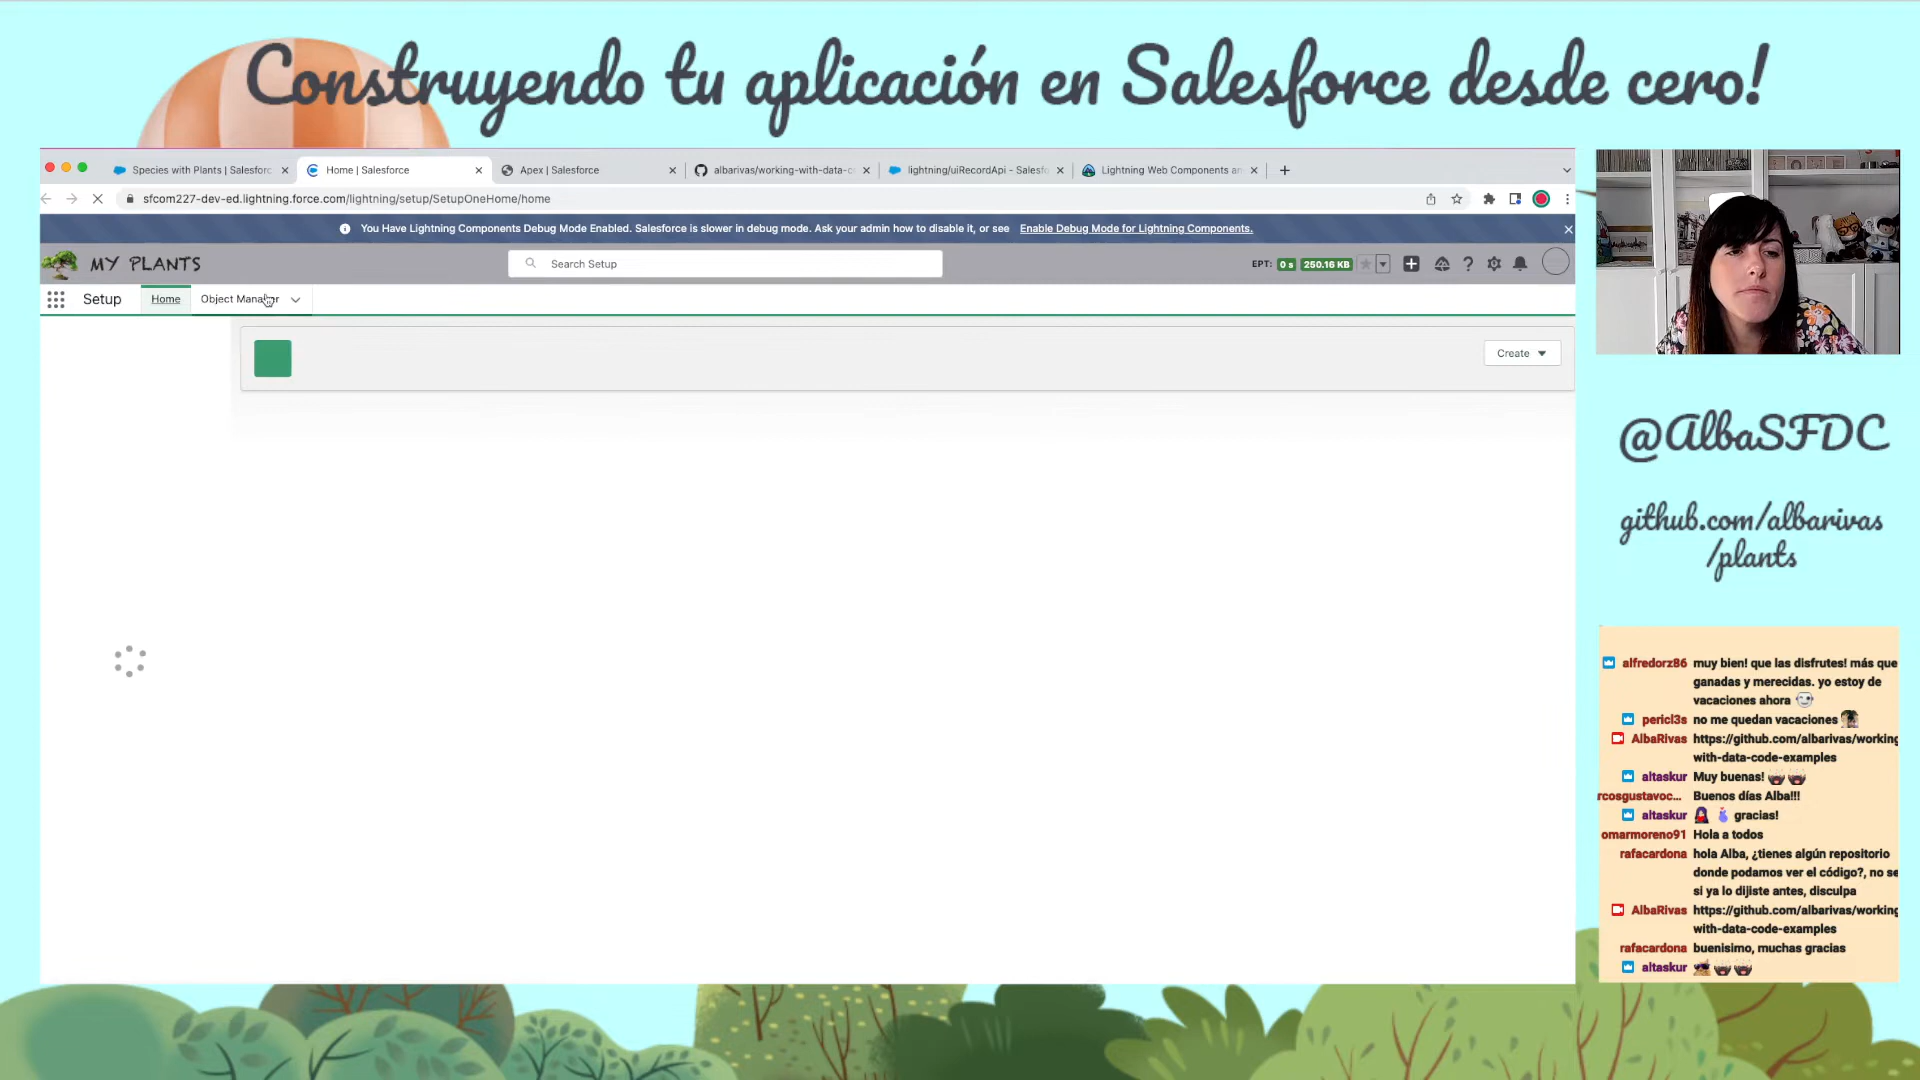 Construyendo tu aplicación en Salesforce desde cero!
Species with Plants | Salesforc
Home | Salesforce
Apex | Salesforce
albarivas/working-with-data-c
lightning/uiRecordApi - Salesfo
Lightning Web Components an
sfcom227-dev-ed.lightning.force.com/lightning/setup/SetupOneHome/home
You Have Lightning Components Debug Mode Enabled. Salesforce is slower in debug mode. Ask your admin how to disable it, or see Enable Debug Mode for Lightning Components.
MY PLANTS
Search Setup
EPT: 0 s 250.16 KB
Setup
Home
Object Manager
Create
@AlbaSFDC
github.com/albarivas
/plants
alfredorz86 muy bien! que las disfrutes! más que
ganadas y merecidas. yo estoy de
vacaciones ahora
pericl3s no me quedan vacaciones
AlbaRivas https://github.com/albarivas/working
with-data-code-examples
altaskur Muy buenas!
rcosgustavoc... Buenos días Alba!!!
altaskur gracias!
omarmoreno91 Hola a todos
rafacardona hola Alba, ¿tienes algún repositorio
donde podamos ver el código?, no se
si ya lo dijiste antes, disculpa
AlbaRivas https://github.com/albarivas/working
with-data-code-examples
rafacardona buenisimo, muchas gracias
altaskur